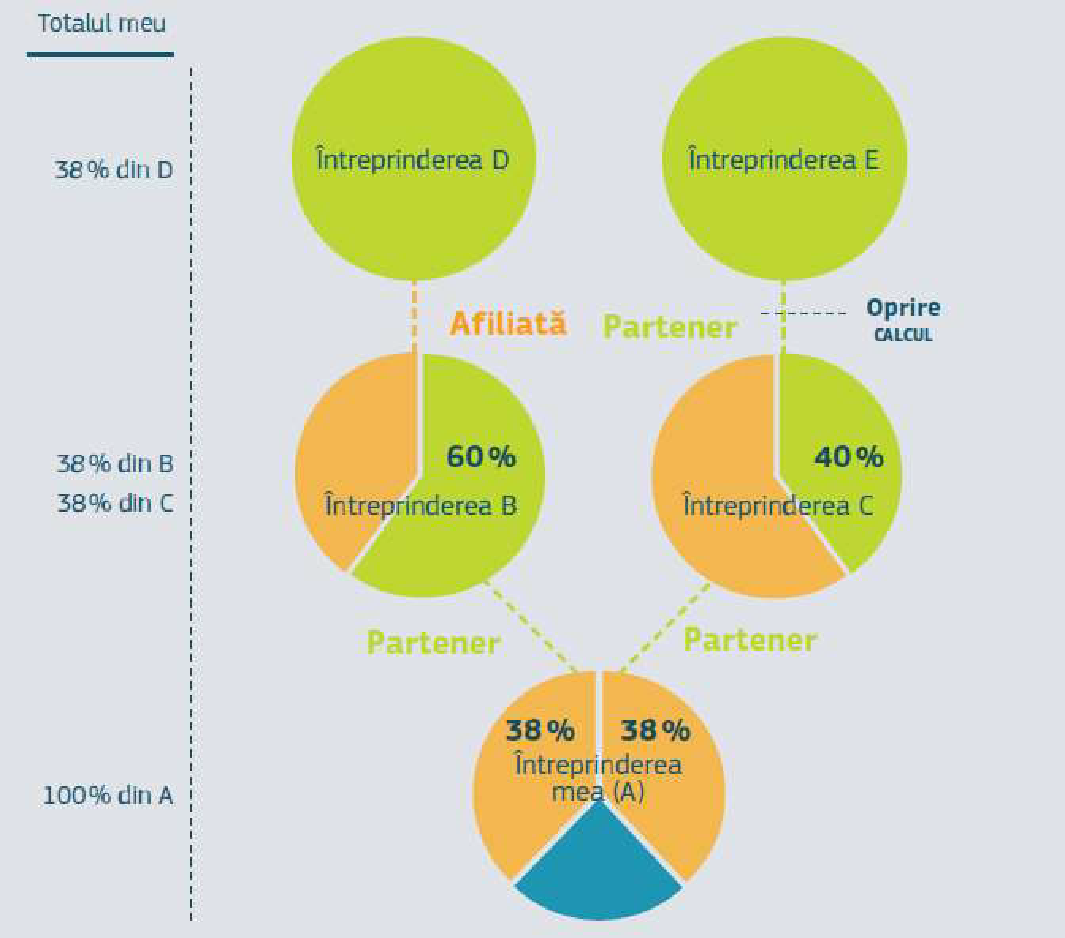 Totalul meu
Întreprinderea D
Întreprinderea E
38% din D
Afiliată
Partener
Oprire
CALCUL
60%
40%
38% din B
38% din C
Întreprinderea B
Întreprinderea C
Partener
Partener
38%
38%
Întreprinderea
mea (A)
100% din A